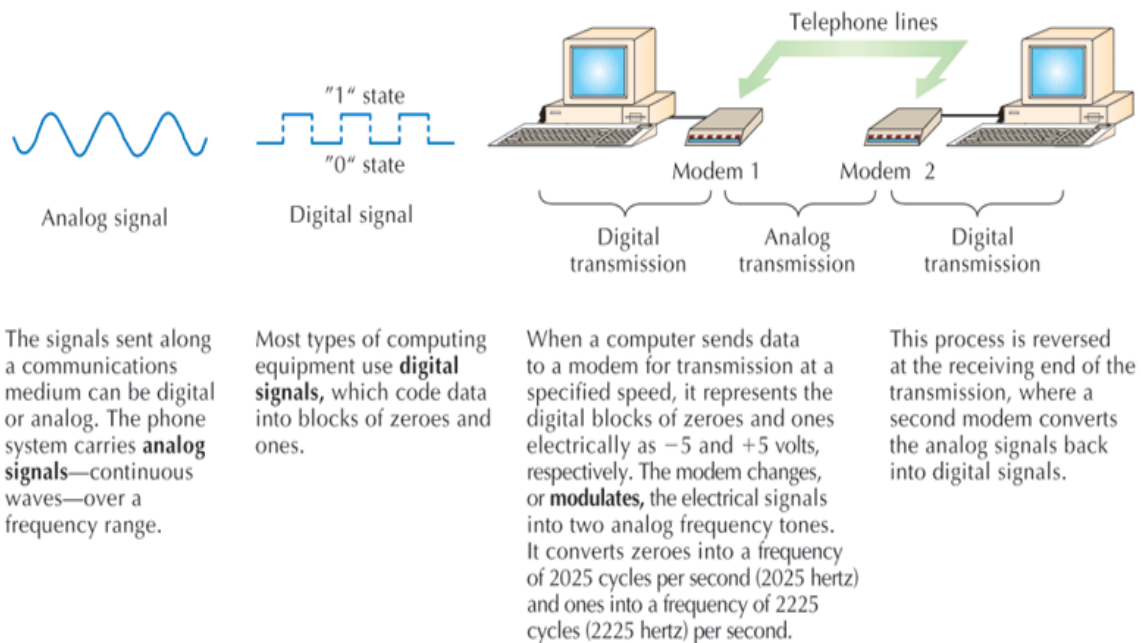 Telephone lines
"1" state
"0" state
Analog signal
Digital signal
Modem 1
Modem 2
Digital
transmission
Analog
transmission
Digital
transmission
The signals sent along
a communications
medium can be digital
or analog. The phone
system carries analog
signals—continuous
waves—over a
frequency range.
Most types of computing
equipment use digital
signals, which code data
into blocks of zeroes and
ones.
When a computer sends data
to a modem for transmission at a
specified speed, it represents the
digital blocks of zeroes and ones
electrically as −5 and +5 volts,
respectively. The modem changes,
or modulates, the electrical signals
into two analog frequency tones.
It converts zeroes into a frequency
of 2025 cycles per second (2025 hertz)
and ones into a frequency of 2225
cycles (2225 hertz) per second.
This process is reversed
at the receiving end of the
transmission, where a
second modem converts
the analog signals back
into digital signals.